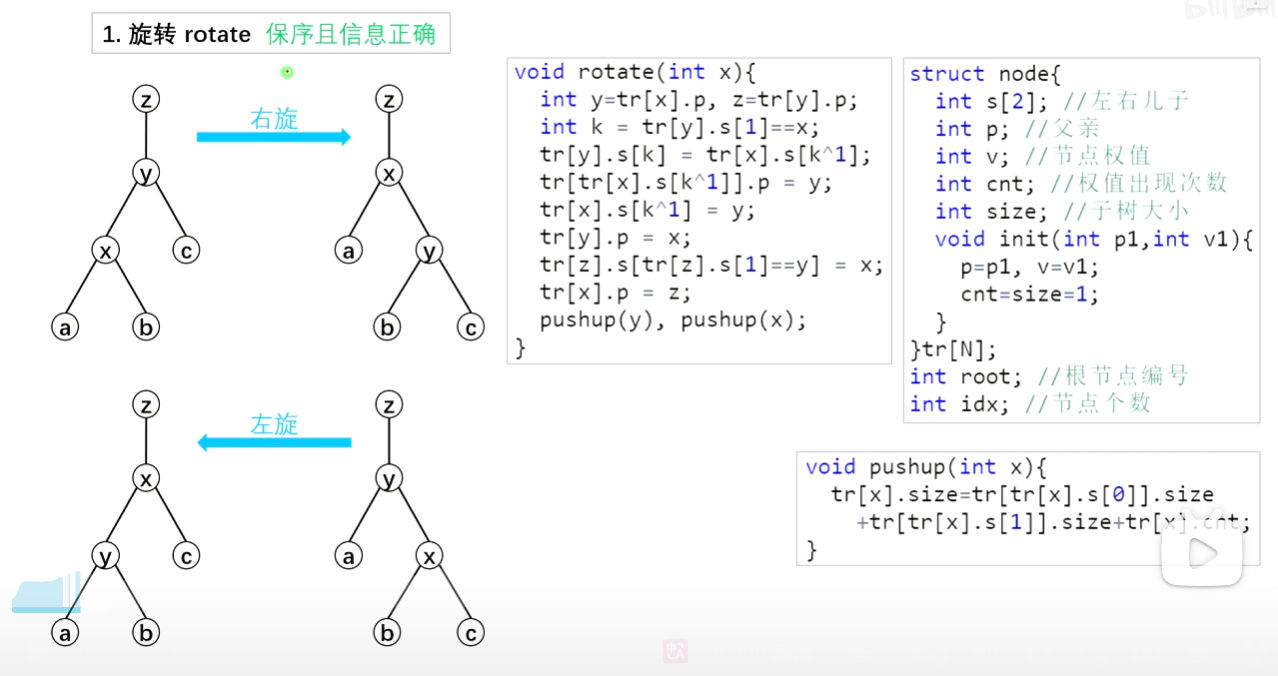 1. 旋转 rotate 保序且信息正确
z
右旋
z
y
x
x
c
a
y
a
b
b
c
z
左旋
z
x
y
y
c
a
x
a
b
b
c
void rotate(int x){
int y=tr[x].p, z=tr[y].p;
int k = tr[y].s[1]==x;
tr[y].s[k] = tr[x].s[k^1];
tr[tr[x].s[k^1]].p = y;
tr[x].s[k^1] = y;
tr[y].p = x;
tr[z].s[tr[z].s[1]==y] = x;
tr[x].p = z;
pushup(y), pushup(x);
}
struct node{
int s[2]; //左右儿子
int p; //父亲
int v; //节点权值
int cnt; //权值出现次数
int size; //子树大小
void init(int p1,int v1){
p=p1, v=v1;
cnt=size=1;
}
}tr[N];
int root; //根节点编号
int idx; //节点个数
void pushup(int x){
tr[x].size=tr[tr[x].s[0]].size
+tr[tr[x].s[1]].size+tr[x].cnt;
}